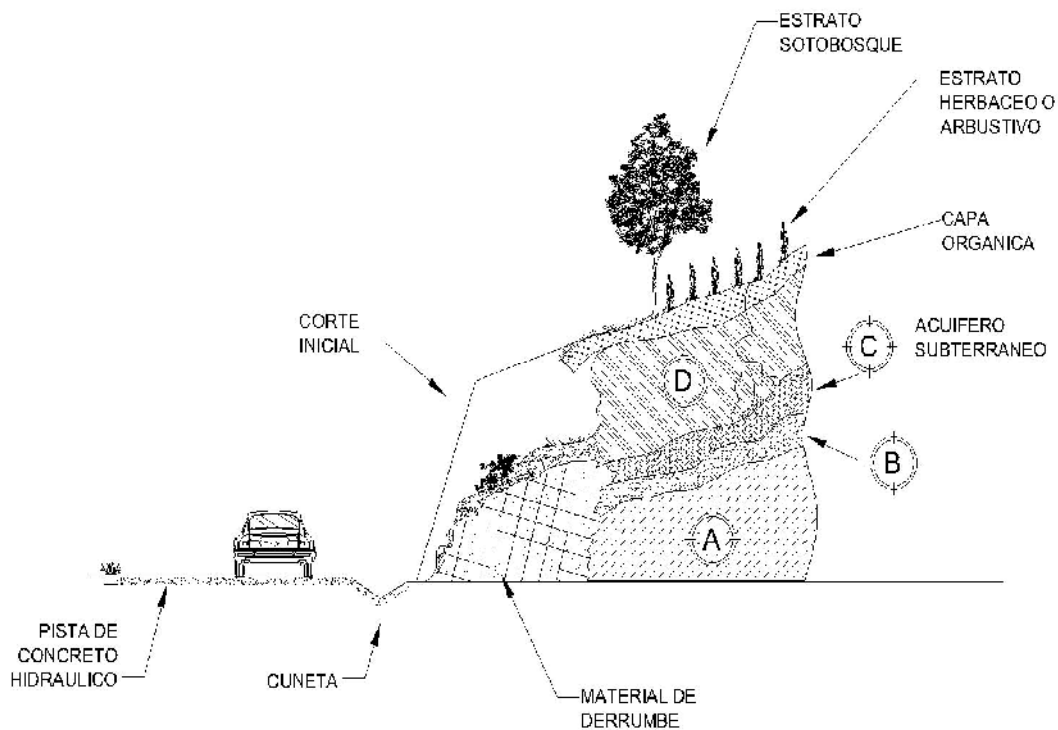 ESTRATO
SOTOBOSQUE
ESTRATO
HERBACEO O
ARBUSTIVO
CAPA
ORGANICA
CORTE
INICIAL
C
ACUIFERO
SUBTERRANEO
D
B
A
PISTA DE
CONCRETO
HIDRAULICO
CUNETA
MATERIAL DE
DERRUMBE